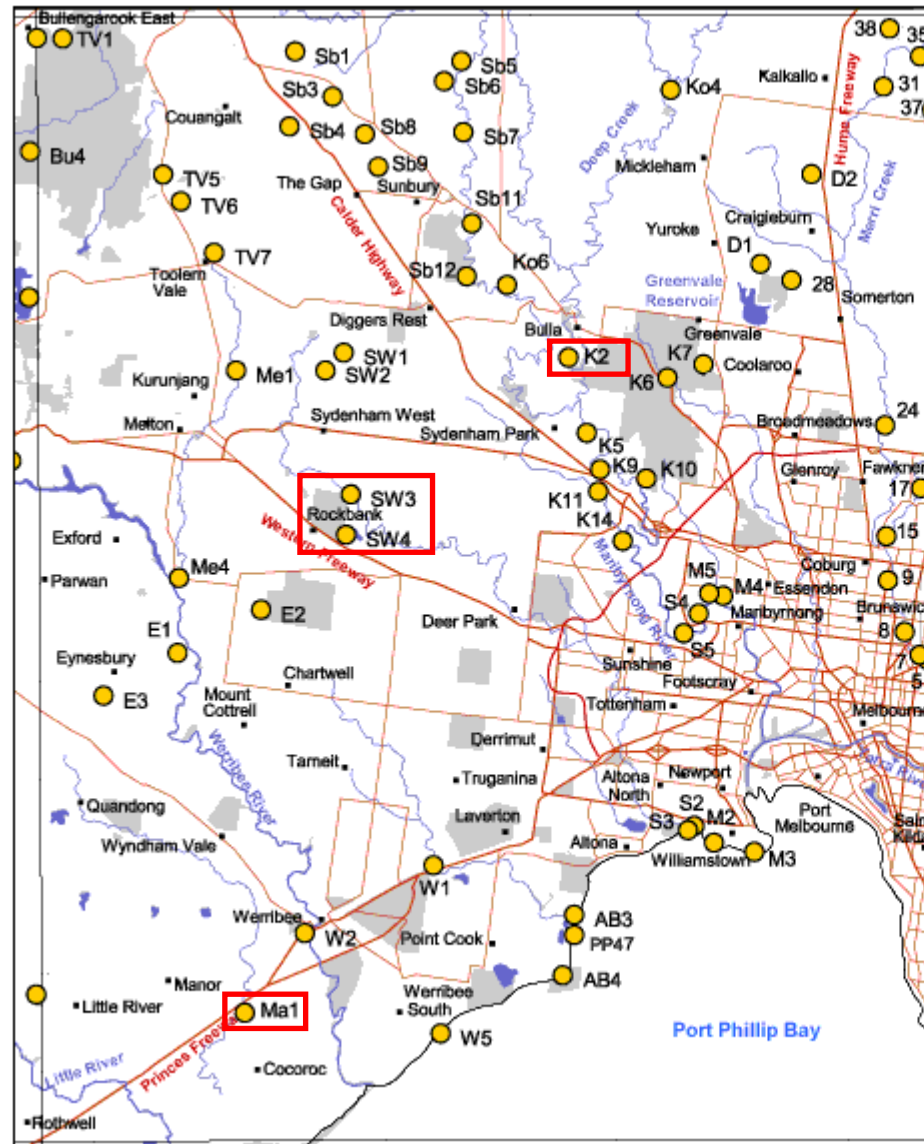 Bullengarook East
TV1
Sb1
Sb5
Sb6
38
35
Kalkallo
31
37
Ko4
Sb3
Couangalt
Sb4
Sb8
Sb7
Deep Creek
Hume Freeway
Bu4
TV5
TV6
Sb9
The Gap
Sunbury
Mickleham
D2
Merri Creek
Sb11
Calder Highway
Yuroke
Craigieburn
TV7
Toolern
Vale
Sb12
Ko6
D1
28
Greenvale
Reservoir
Somerton
Diggers Rest
Bulla
Greenvale
SW1
SW2
K2
K7
K6
Coolaroo
Me1
Kurunjang
Melton
Sydenham West
Sydenham Park
K5
24
Broadmeadows
K9
K10
Glenroy
Fawkner
17
SW3
K11
K14
Rockbank
SW4
Western Freeway
15
Exford
Parwan
Me4
Maribyrnong River
Coburg
M5
M4
Essendon
9
E2
Deer Park
S4
Maribyrnong
Brunswick
8
E1
S5
7
5
Eynesbury
Sunshine
Chartwell
Footscray
E3
Mount
Cottrell
Tottenham
Melbourne
Werribee River
Derrimut
Yarra River
Tarneit
Truganina
Altona
North
Newport
Quandong
Laverton
S2
M2
S3
Port
Melbourne
Wyndham Vale
Altona
Williamstown
M3
W1
Werribee
W2
AB3
PP47
Point Cook
AB4
Manor
Little River
Ma1
Werribee
South
W5
Port Phillip Bay
Princes Freeway
Little River
Cocoroc
Rothwell